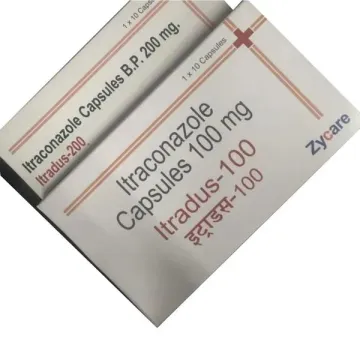 1 x 10 Capsules
Itraconazole Capsules B.P. 200 mg.
Itradus-200
1 x 10 Capsules
Itraconazole
Capsules 100 mg
Itradus-100
इट्राडस-100
Zycare